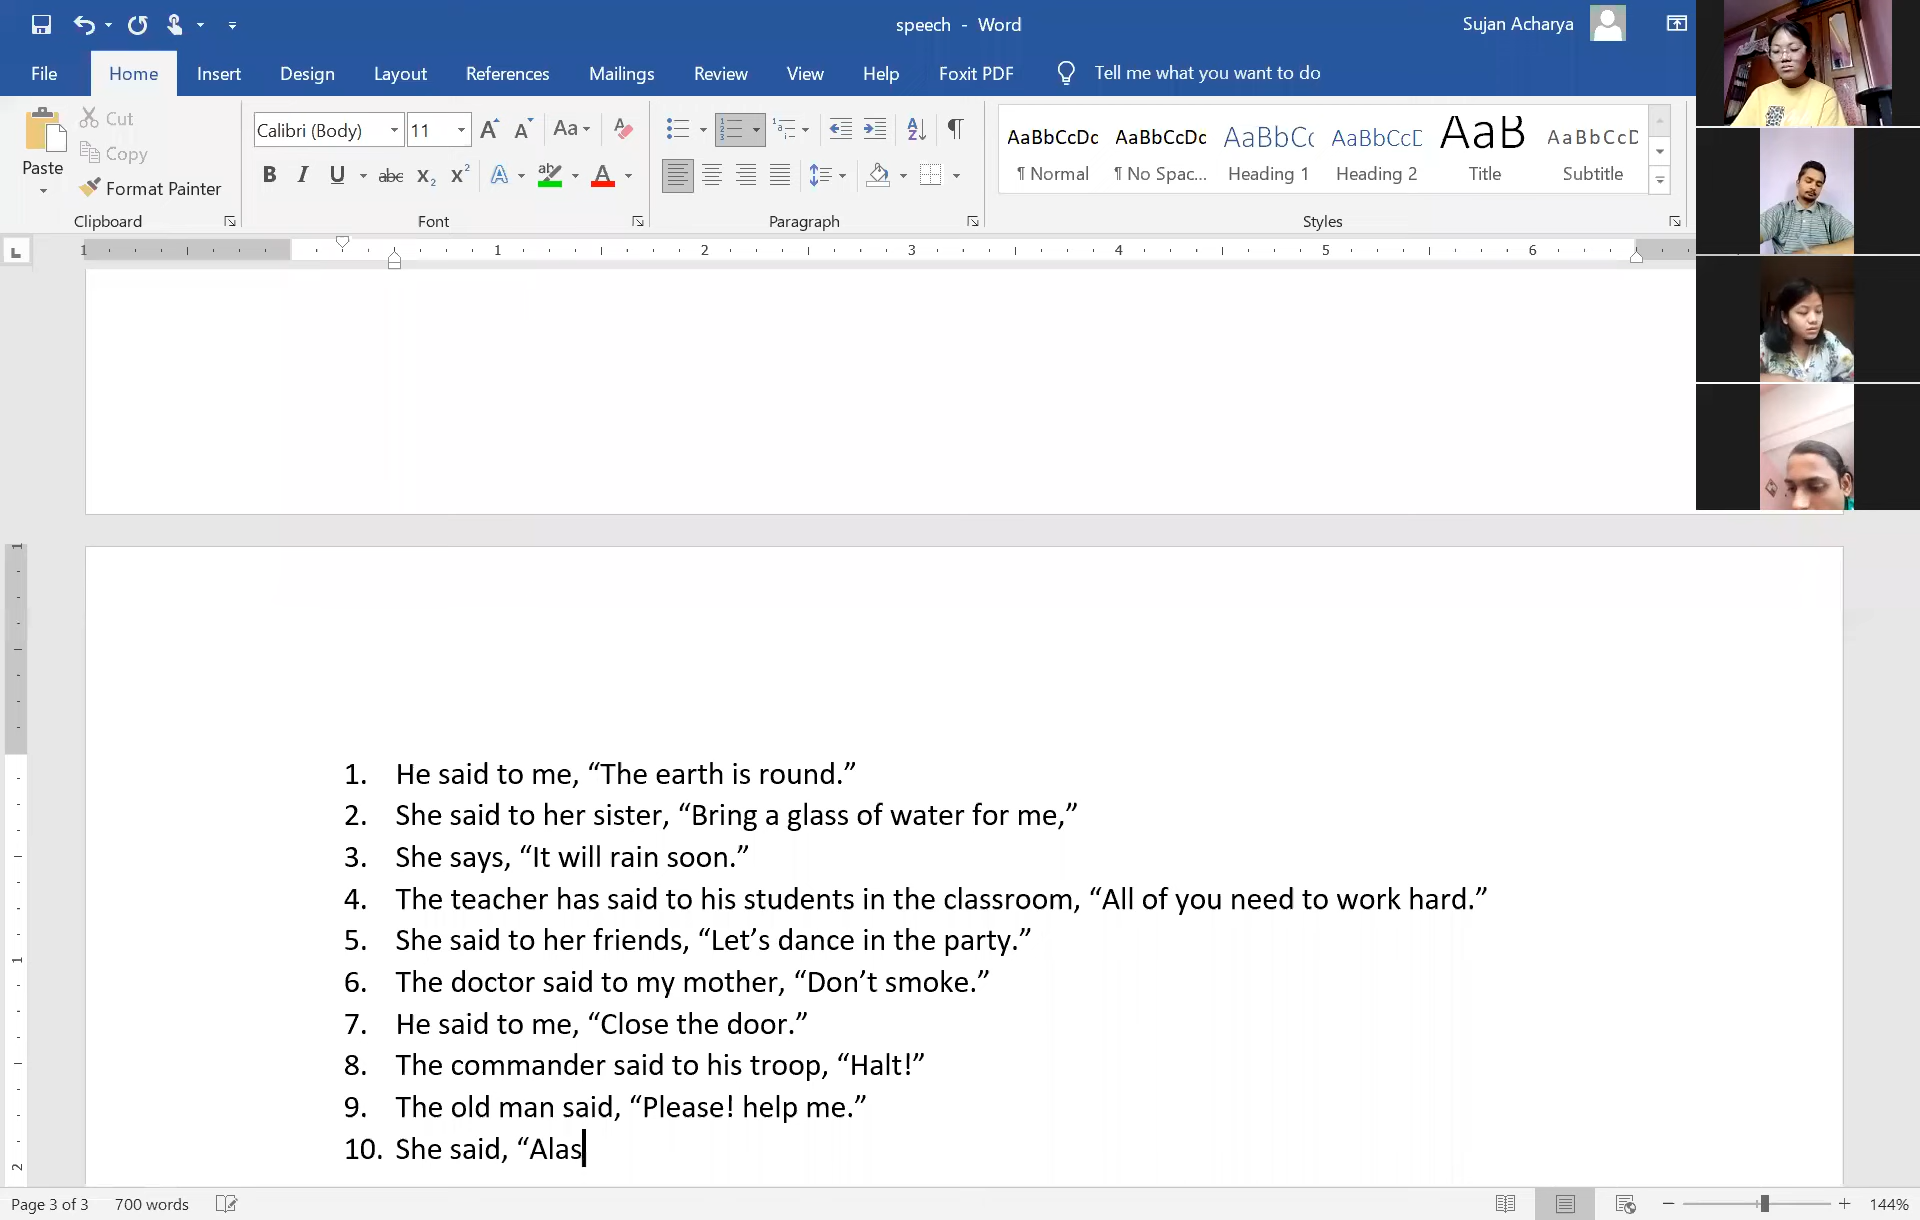 speech - Word
Sujan Acharya
File Home Insert Design Layout References Mailings Review View Help Foxit PDF Tell me what you want to do
Paste
Cut
Copy
Format Painter
Clipboard
Calibri (Body) 11
Font
Paragraph
AaBbCcDc AaBbCcDc AaBbCc AaBbCcD AaB AaBbCcD
¶ Normal ¶ No Spac... Heading 1 Heading 2 Title Subtitle
Styles
1 1 2 3 4 5 6
1. He said to me, “The earth is round.”
2. She said to her sister, “Bring a glass of water for me,”
3. She says, “It will rain soon.”
4. The teacher has said to his students in the classroom, “All of you need to work hard.”
5. She said to her friends, “Let’s dance in the party.”
6. The doctor said to my mother, “Don’t smoke.”
7. He said to me, “Close the door.”
8. The commander said to his troop, “Halt!”
9. The old man said, “Please! help me.”
10. She said, “Alas
Page 3 of 3 700 words 144%